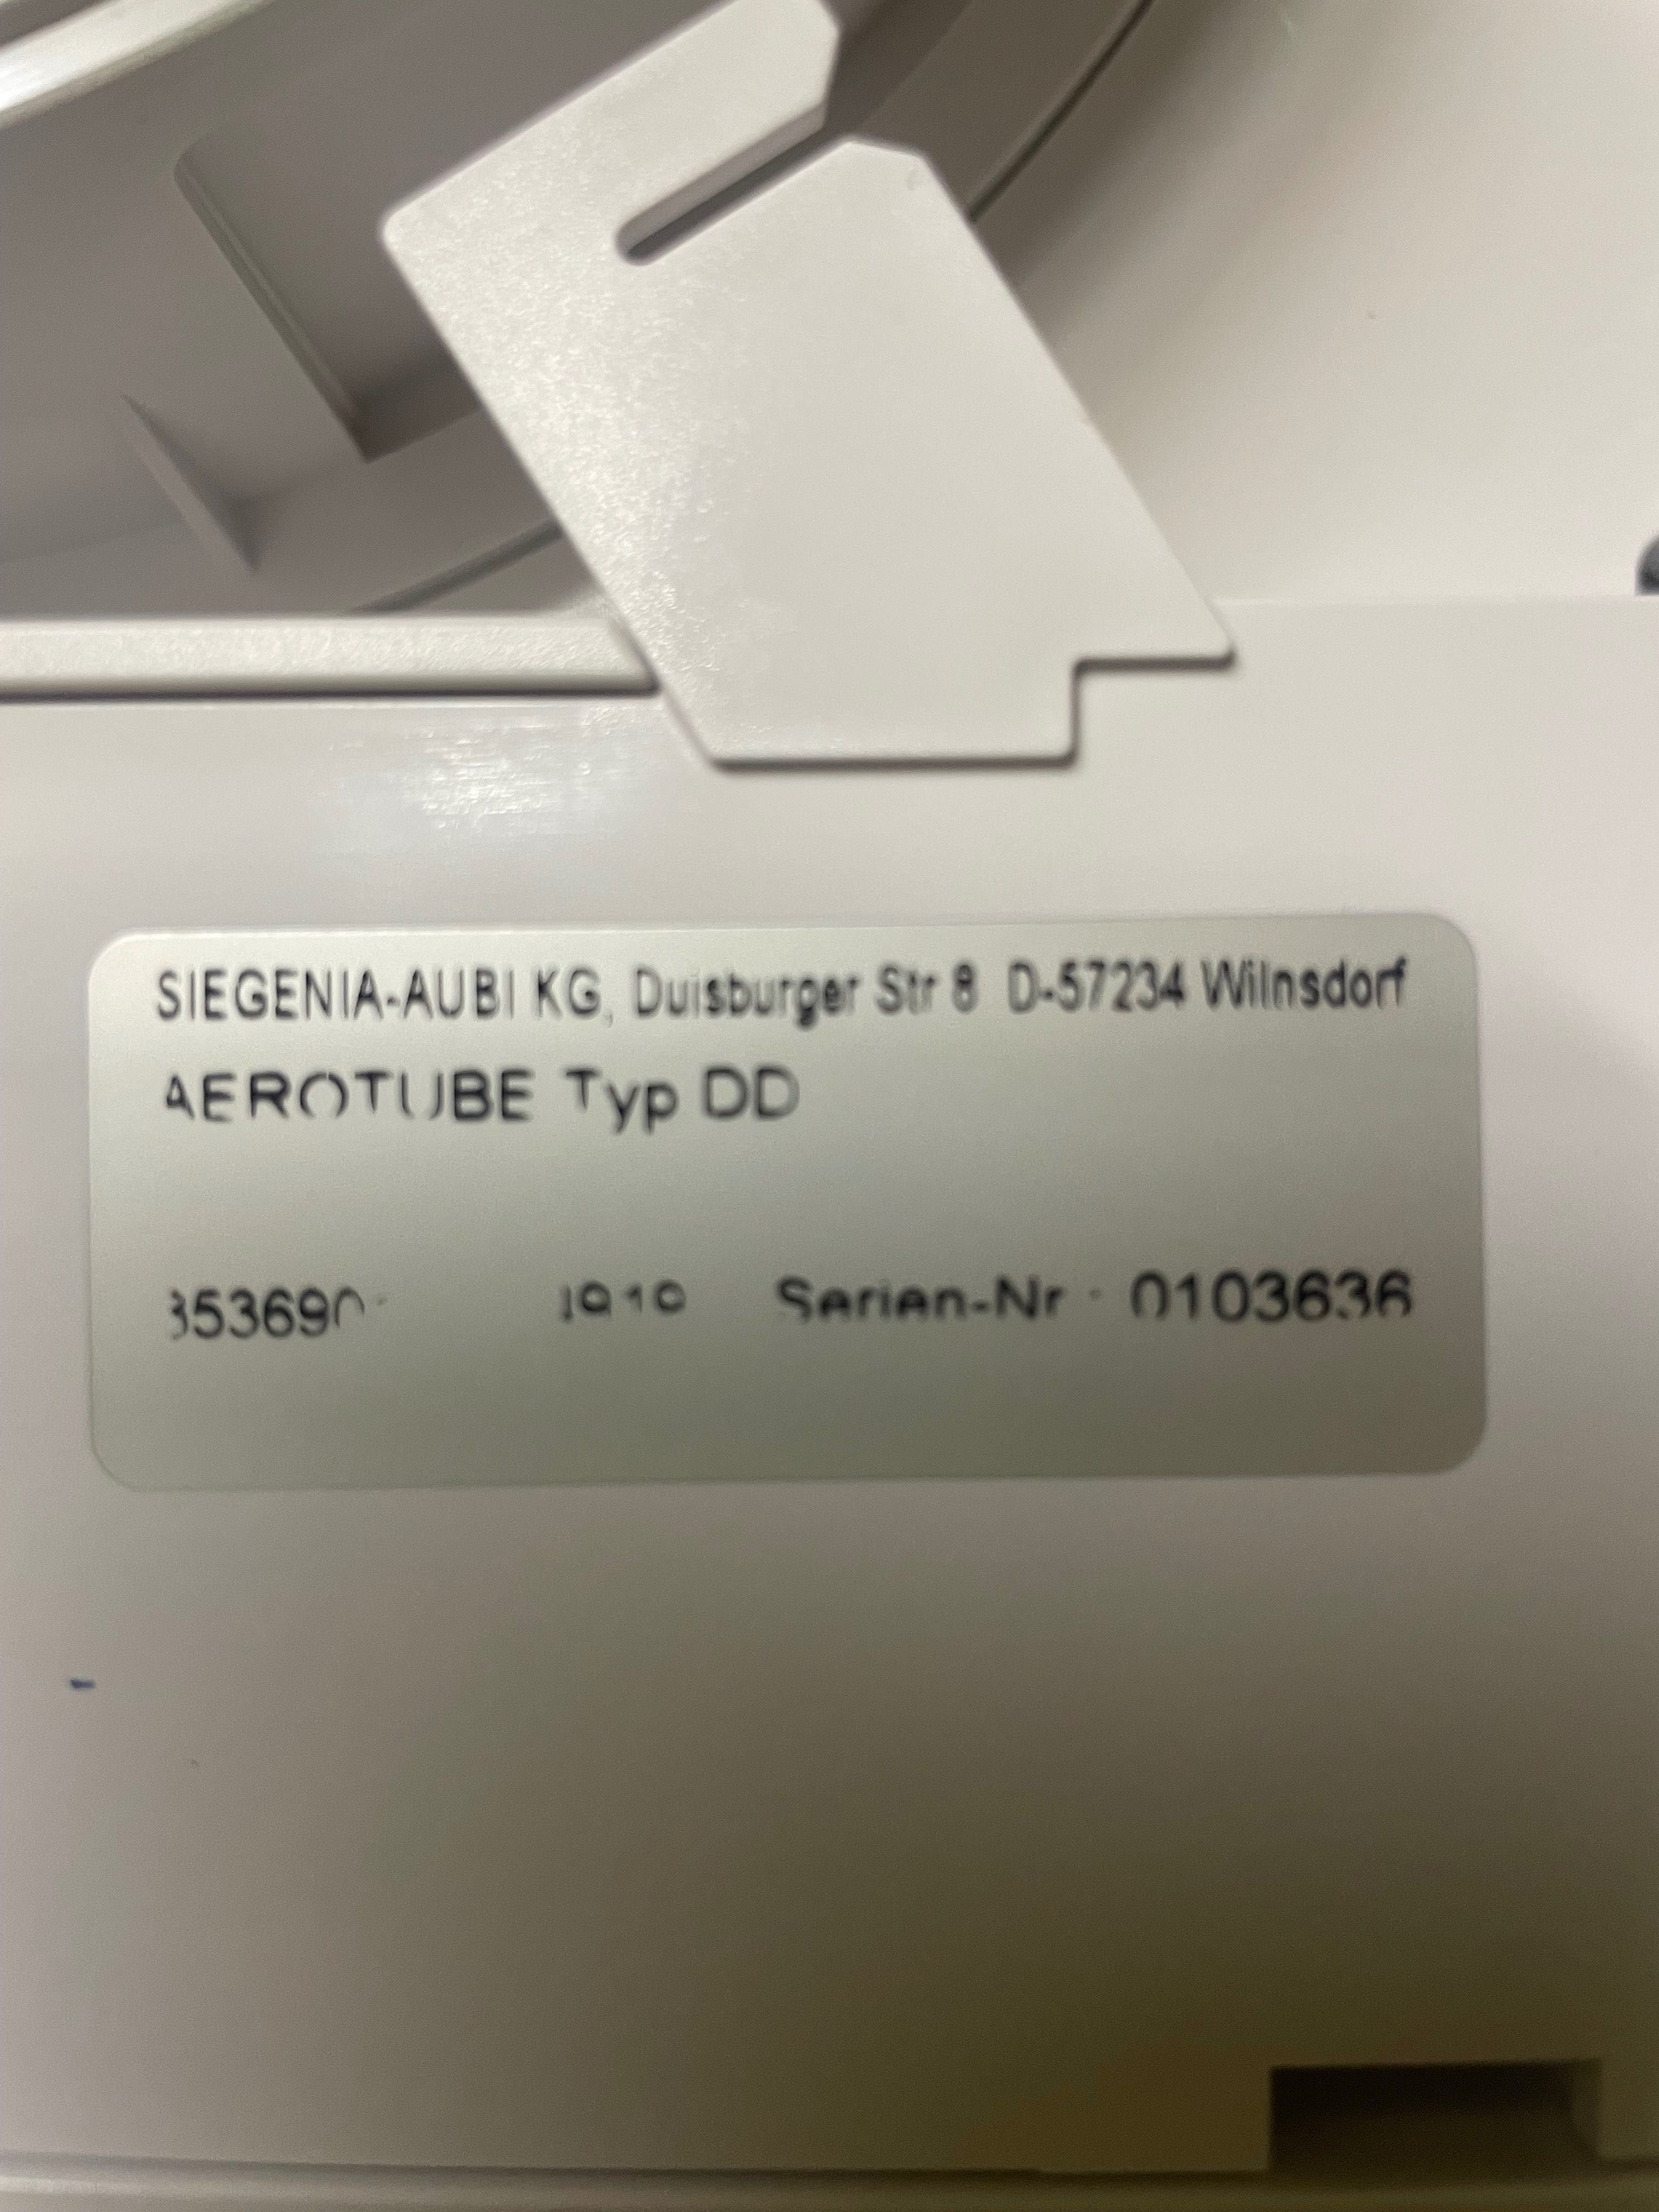 SIEGENIA-AUBI KG, Duisburger Str 8 D-57234 Wilnsdorf
AEROTUBE Typ DD
Serien-Nr 0103636